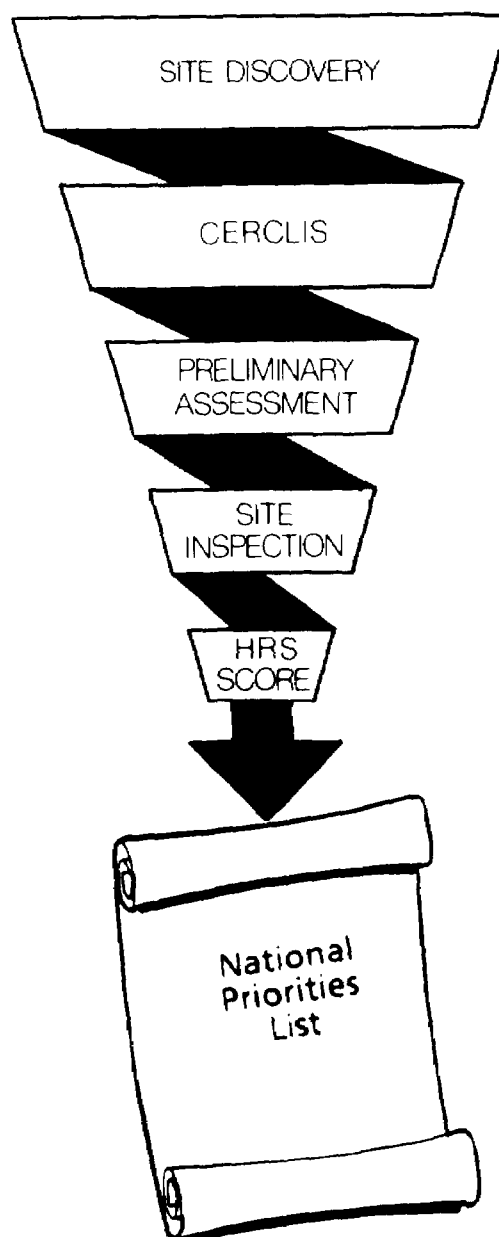 SITE DISCOVERY
CERCLIS
PRELIMINARY
ASSESSMENT
SITE
INSPECTION
HRS
SCORE
National
Priorities
List